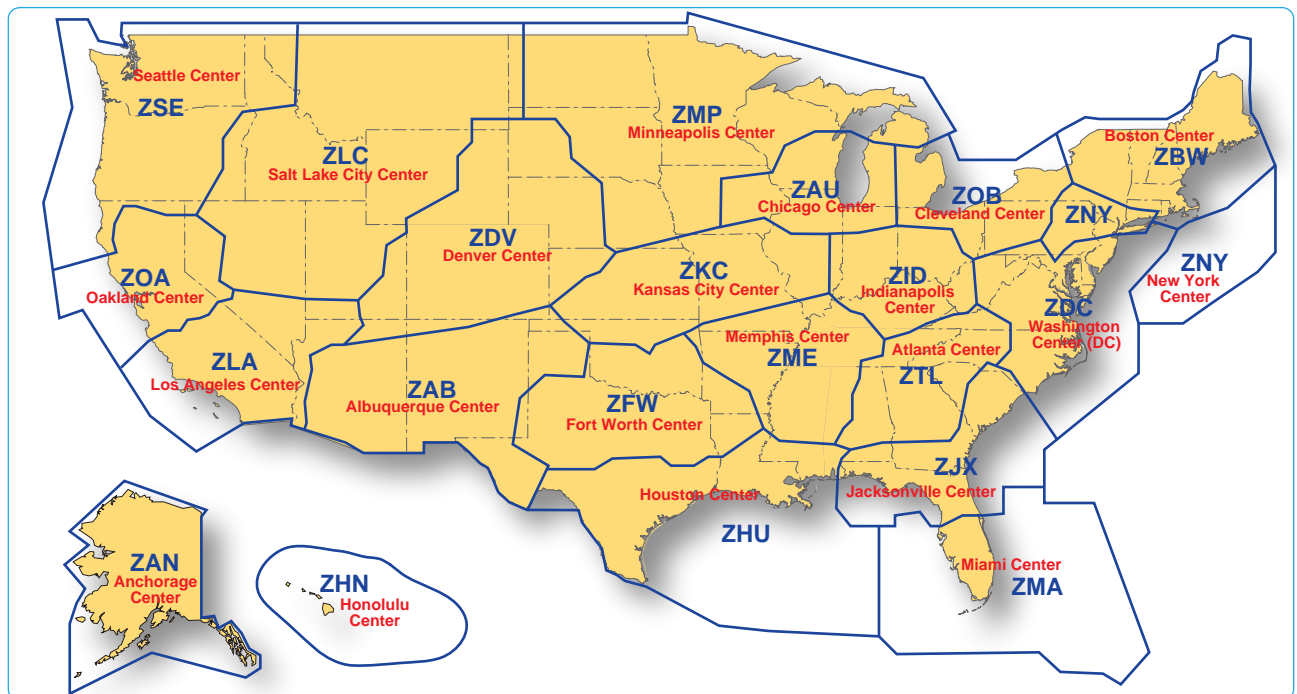 Seattle Center
ZSE
ZLC
Salt Lake City Center
ZMP
Minneapolis Center
ZAU
Chicago Center
ZOB
Cleveland Center
Boston Center
ZBW
ZNY
ZNY
New York
Center
ZOA
Oakland Center
ZDV
Denver Center
ZKC
Kansas City Center
ZID
Indianapolis
Center
ZDC
Washington
Center (DC)
ZLA
Los Angeles Center
ZAB
Albuquerque Center
ZFW
Fort Worth Center
Memphis Center
ZME
Atlanta Center
ZTL
ZJX
Jacksonville Center
Houston Center
ZHU
Miami Center
ZMA
ZAN
Anchorage
Center
ZHN
Honolulu
Center